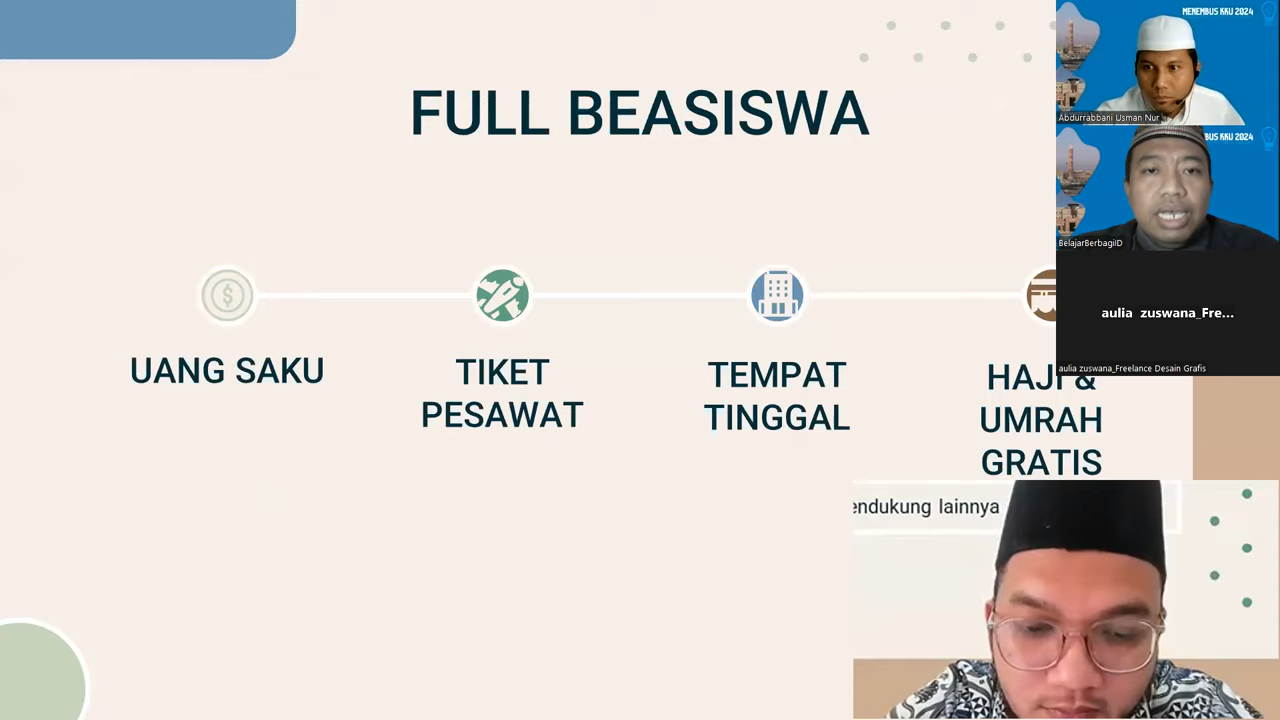 FULL BEASISWA
UANG SAKU
TIKET
PESAWAT
TEMPAT
TINGGAL
HAJI &
UMRAH
GRATIS
MENEMBUS KKU 2024
Abdurrabbani Usman Nur
BUS KKU 2024
BelajarBerbagiID
aulia zuswana_Fre...
aulia zuswana_Freelance Desain Grafis
endukung lainnya